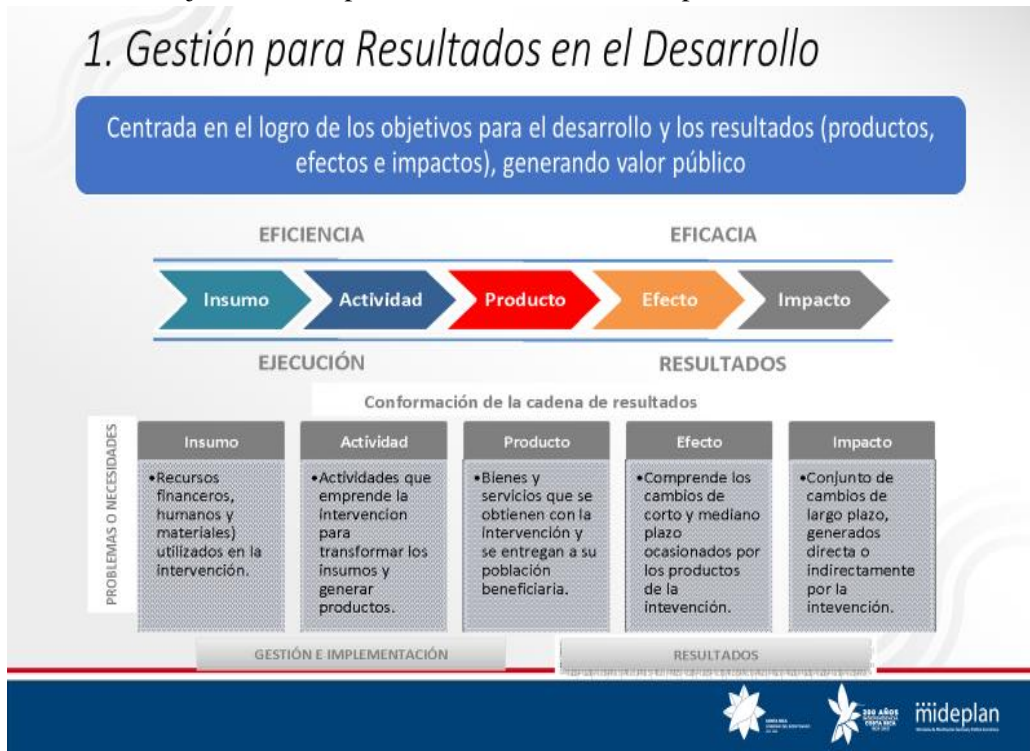 1. Gestión para Resultados en el Desarrollo
Centrada en el logro de los objetivos para el desarrollo y los resultados (productos,
efectos e impactos), generando valor público
EFICIENCIA
EFICACIA
Insumo
Actividad
Producto
Efecto
Impacto
EJECUCIÓN
RESULTADOS
Conformación de la cadena de resultados
PROBLEMAS O NECESIDADES
Insumo
•Recursos
financeros,
humanos y
materiales)
utilizados en la
intervención.
Actividad
•Actividades que
emprende la
intervencion
para
transformar los
insumos y
generar
productos.
Producto
•Bienes y
servicios que se
obtienen con la
intervención y
se entregan a su
población
beneficiaria.
Efecto
•Comprende los
cambios de
corto y mediano
plazo
ocasionados por
los productos
de la
intevención.
Impacto
•Conjunto de
cambios de
largo plazo,
generados
directa o
indirectamente
por la
intevención.
GESTIÓN E IMPLEMENTACIÓN
RESULTADOS
200 AÑOS
COSTA RICA
mideplan